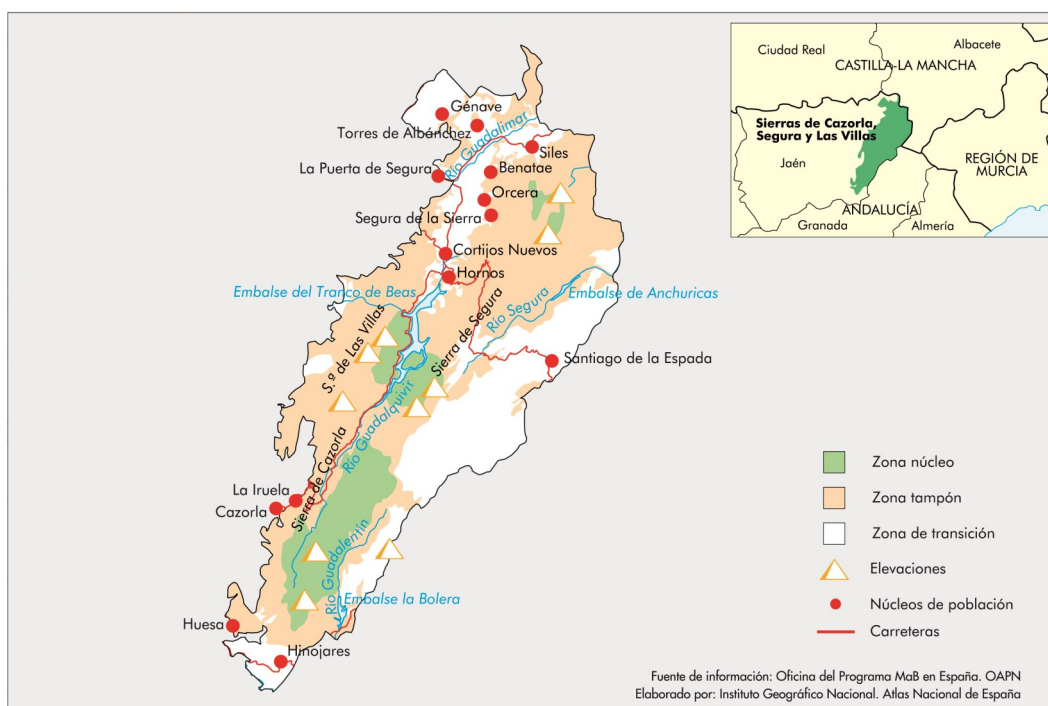 Génave
Torres de Albánchez
Río Guadalimar
Siles
La Puerta de Segura
Benatae
Orcera
Segura de la Sierra
Cortijos Nuevos
Hornos
Embalse del Tranco de Beas
Embalse de Anchuricas
Río Segura
Sierra de Segura
S.ª de Las Villas
Santiago de la Espada
Río Guadalquivir
Sierra de Cazorla
La Iruela
Cazorla
Río Guadalentín
Embalse la Bolera
Huesa
Hinojares
Ciudad Real
Albacete
CASTILLA-LA MANCHA
Sierras de Cazorla,
Segura y Las Villas
Jaén
REGIÓN DE
MURCIA
ANDALUCÍA
Granada
Almería
Zona núcleo
Zona tampón
Zona de transición
Elevaciones
Núcleos de población
Carreteras
Fuente de información: Oficina del Programa MaB en España. OAPN
Elaborado por: Instituto Geográfico Nacional. Atlas Nacional de España